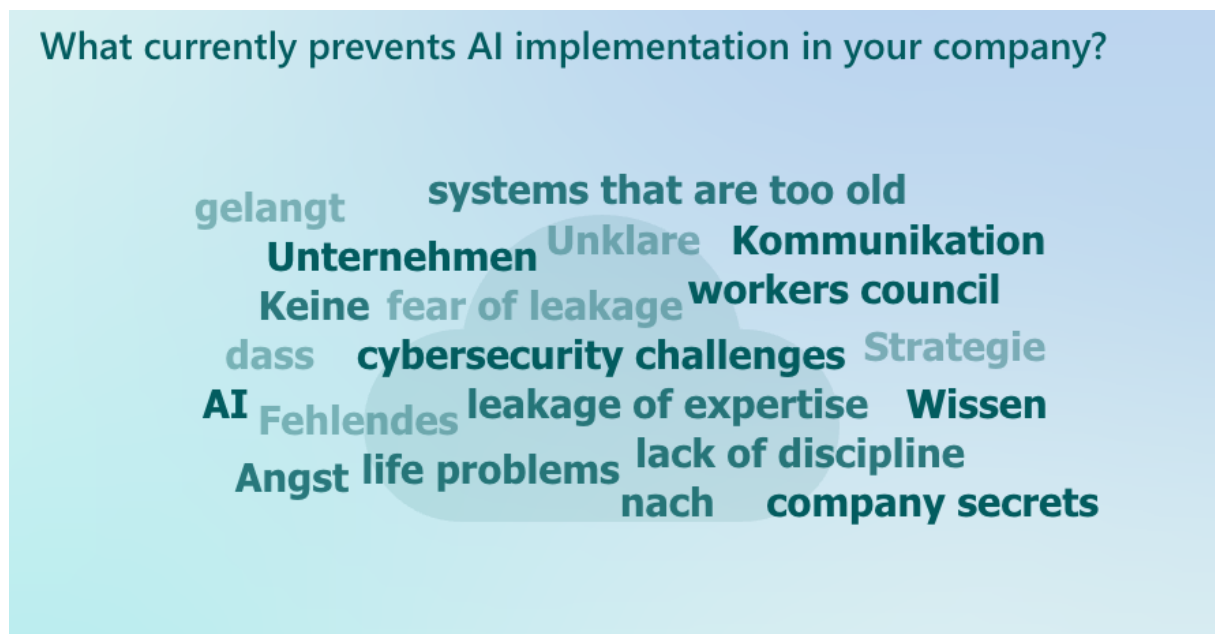 What currently prevents AI implementation in your company?
systems that are too old
gelangt
Unklare Kommunikation
Unternehmen
workers council
Keine fear of leakage
Strategie
dass cybersecurity challenges
AI leakage of expertise Wissen
Fehlendes
lack of discipline
Angst life problems
nach company secrets